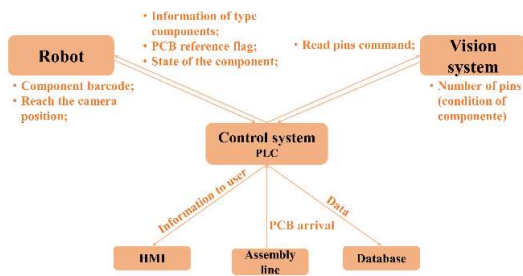 • Information of type
components;
• PCB reference flag;
• State of the component;
Robot
• Component barcode;
• Reach the camera
position;
• Read pins command;
Vision
system
• Number of pins
(condition of
componente)
Control system
PLC
Information to user
PCB arrival
Data
HMI
Assembly
line
Database